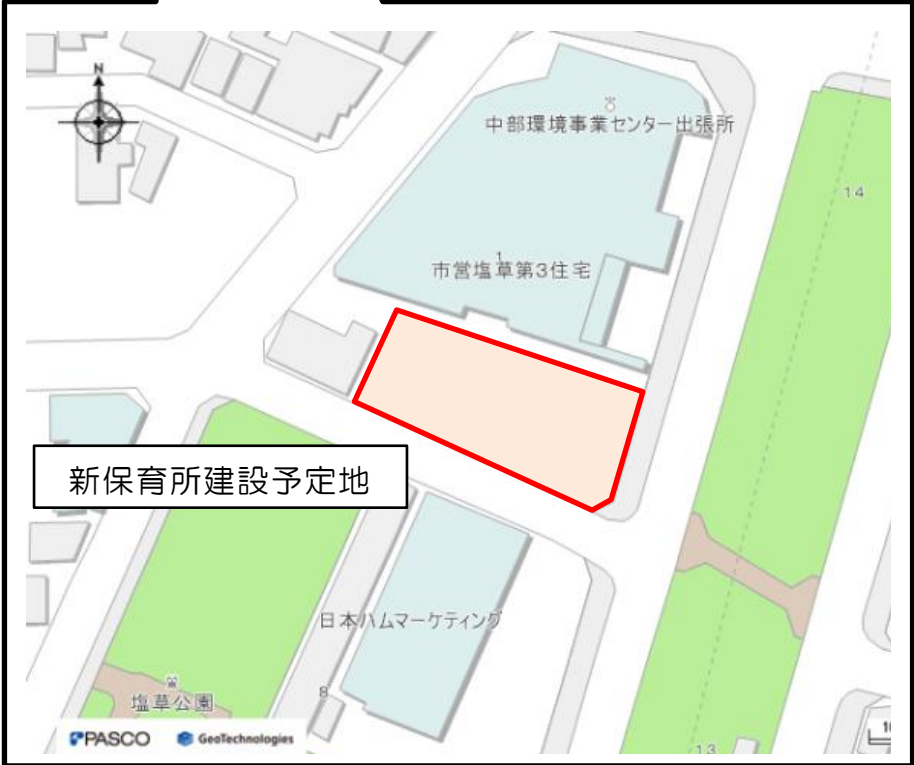 N
中部環境事業センター出張所
14
1
市営塩草第3住宅
新保育所建設予定地
日本ハムマーケティング
8
塩草公園
PASCO
GeoTechnologies
13